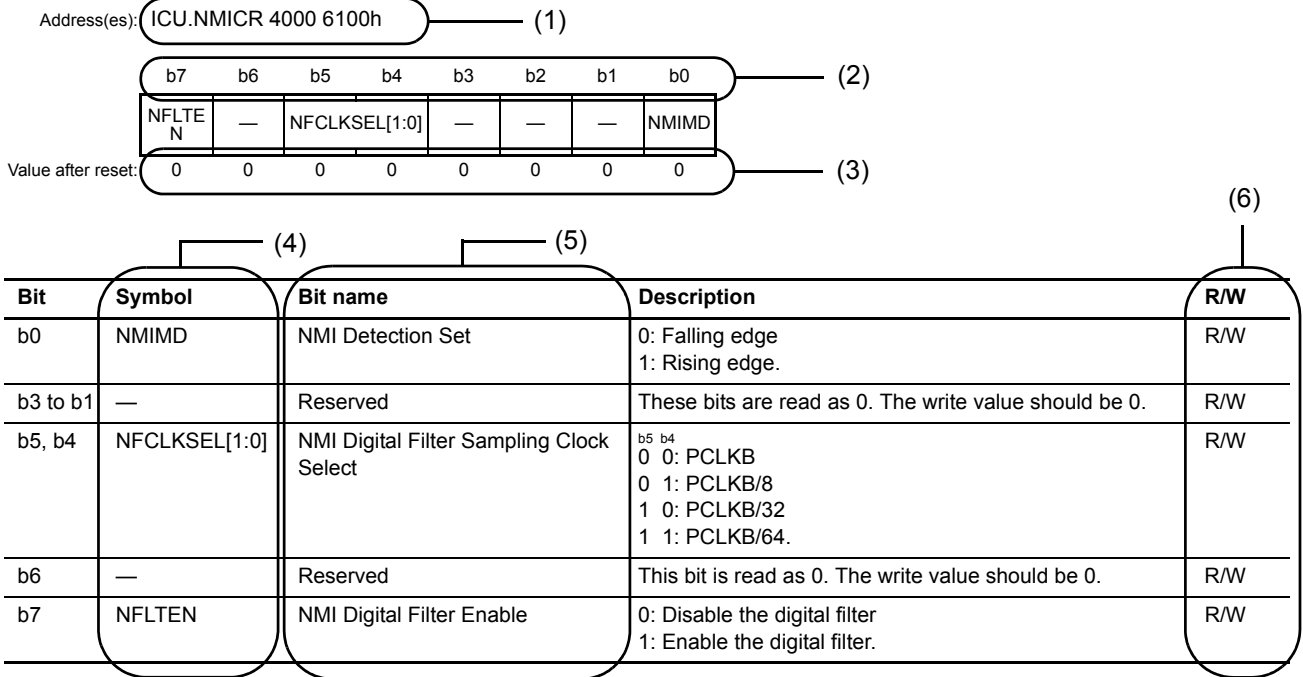 Address(es): ICU.NMICR 4000 6100h (1)
b7 b6 b5 b4 b3 b2 b1 b0 (2)
NFLTE
N — NFCLKSEL[1:0] — — — NMIMD
Value after reset: 0 0 0 0 0 0 0 0 (3)
(6)
(4) (5)
Bit Symbol Bit name Description R/W
b0 NMIMD NMI Detection Set 0: Falling edge R/W
1: Rising edge.
b3 to b1 — Reserved These bits are read as 0. The write value should be 0. R/W
b5, b4 NFCLKSEL[1:0] NMI Digital Filter Sampling Clock b5 b4 R/W
Select 0 0: PCLKB
0 1: PCLKB/8
1 0: PCLKB/32
1 1: PCLKB/64.
b6 — Reserved This bit is read as 0. The write value should be 0. R/W
b7 NFLTEN NMI Digital Filter Enable 0: Disable the digital filter R/W
1: Enable the digital filter.